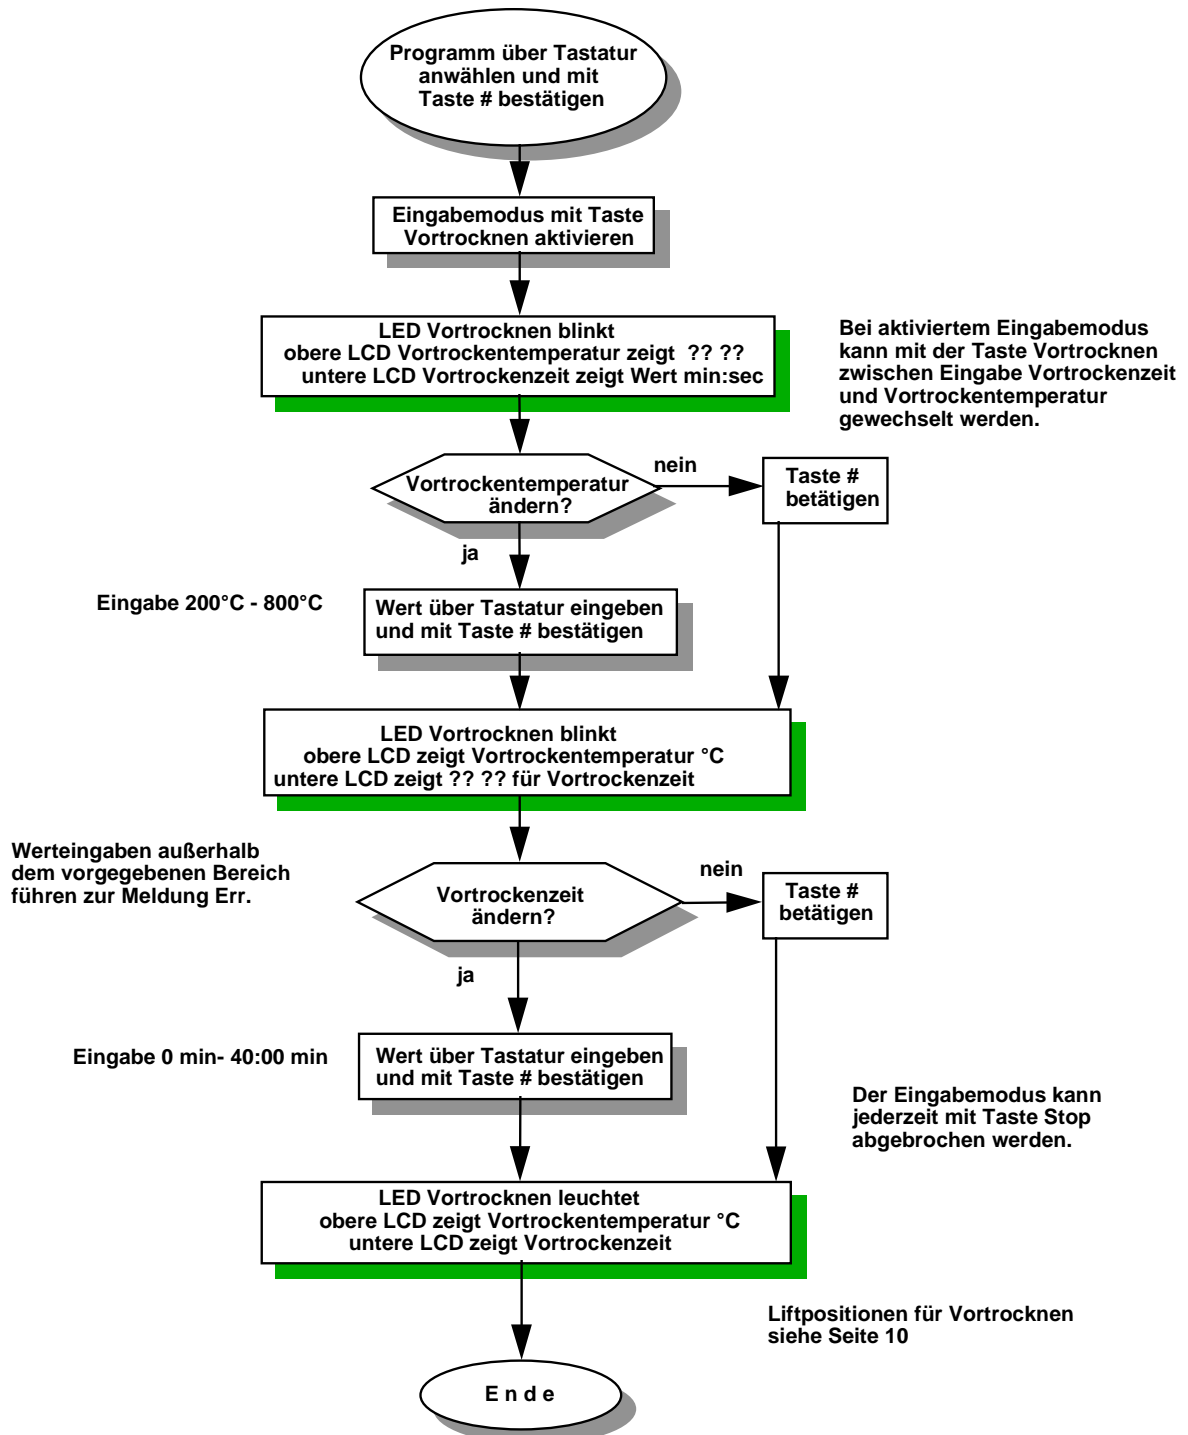 Programm über Tastatur
anwählen und mit
Taste # bestätigen
Eingabemodus mit Taste
Vortrocknen aktivieren
LED Vortrocknen blinkt
obere LCD Vortrockentemperatur zeigt ?? ??
untere LCD Vortrockenzeit zeigt Wert min:sec
Bei aktiviertem Eingabemodus
kann mit der Taste Vortrocknen
zwischen Eingabe Vortrockenzeit
und Vortrockentemperatur
gewechselt werden.
Vortrockentemperatur
ändern?
nein
Taste #
betätigen
ja
Eingabe 200°C - 800°C
Wert über Tastatur eingeben
und mit Taste # bestätigen
LED Vortrocknen blinkt
obere LCD zeigt Vortrockentemperatur °C
untere LCD zeigt ?? ?? für Vortrockenzeit
Werteingaben außerhalb
dem vorgegebenen Bereich
führen zur Meldung Err.
Vortrockenzeit
ändern?
nein
Taste #
betätigen
ja
Eingabe 0 min- 40:00 min
Wert über Tastatur eingeben
und mit Taste # bestätigen
Der Eingabemodus kann
jederzeit mit Taste Stop
abgebrochen werden.
LED Vortrocknen leuchtet
obere LCD zeigt Vortrockentemperatur °C
untere LCD zeigt Vortrockenzeit
Liftpositionen für Vortrocknen
siehe Seite 10
E n d e